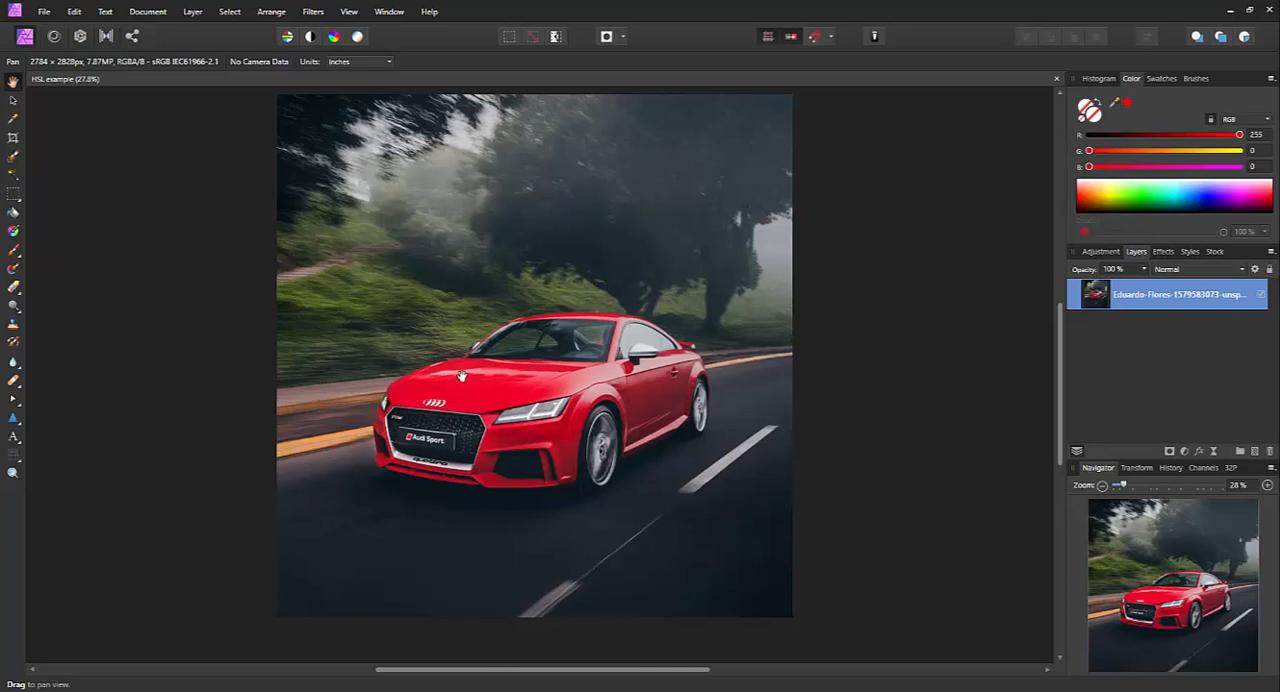 File Edit Text Document Layer Select Arrange Filters View Window Help
Pan 2784 × 2828px, 7.87MP, RGBA/8 - sRGB IEC61966-2.1 No Camera Data Units: Inches
HSL example (27.8%)
Histogram Color Swatches Brushes
RGB
R: 255
G: 0
B: 0
100 %
Adjustment Layers Effects Styles Stock
Opacity: 100 % Normal
Eduardo-Flores-1579583073-unsp...
Audi Sport
Navigator Transform History Channels 32P
Zoom: 28 %
Drag to pan view.